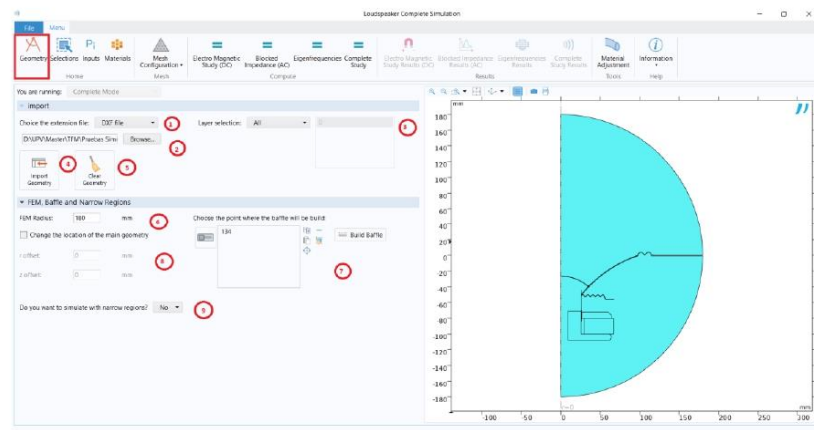 Loudspeaker Complete Simulation
File Menu
Geometry Selections Inputs Materials Mesh Configuration Electro Magnetic Study (DC) Blocked Impedance (AC) Eigenfrequencies Complete Study Electro Magnetic Study Results (DC) Blocked Impedance Results (AC) Eigenfrequencies Results Complete Study Results Material Adjustment Information
Home Mesh Compute Results Tools Help
You are running: Complete Mode
Import
Choice the extension file: DXF file 1 Layer selection: All 0 3
Browse... 2
Import Geometry 4 Clear Geometry 5
FEM, Baffle and Narrow Regions
FEM Radius: 180 mm Choose the point where the baffle will be build:
Change the location of the main geometry 134 Build Baffle
r offset: 0 mm 8 7
z offset: 0 mm
Do you want to simulate with narrow regions? No 9
mm
180
160
140
120
100
80
60
40
20
0
-20
-40
-60
-80
-100
-120
-140
-160
-180
r=0 mm
-100 -50 0 50 100 150 200 250 300